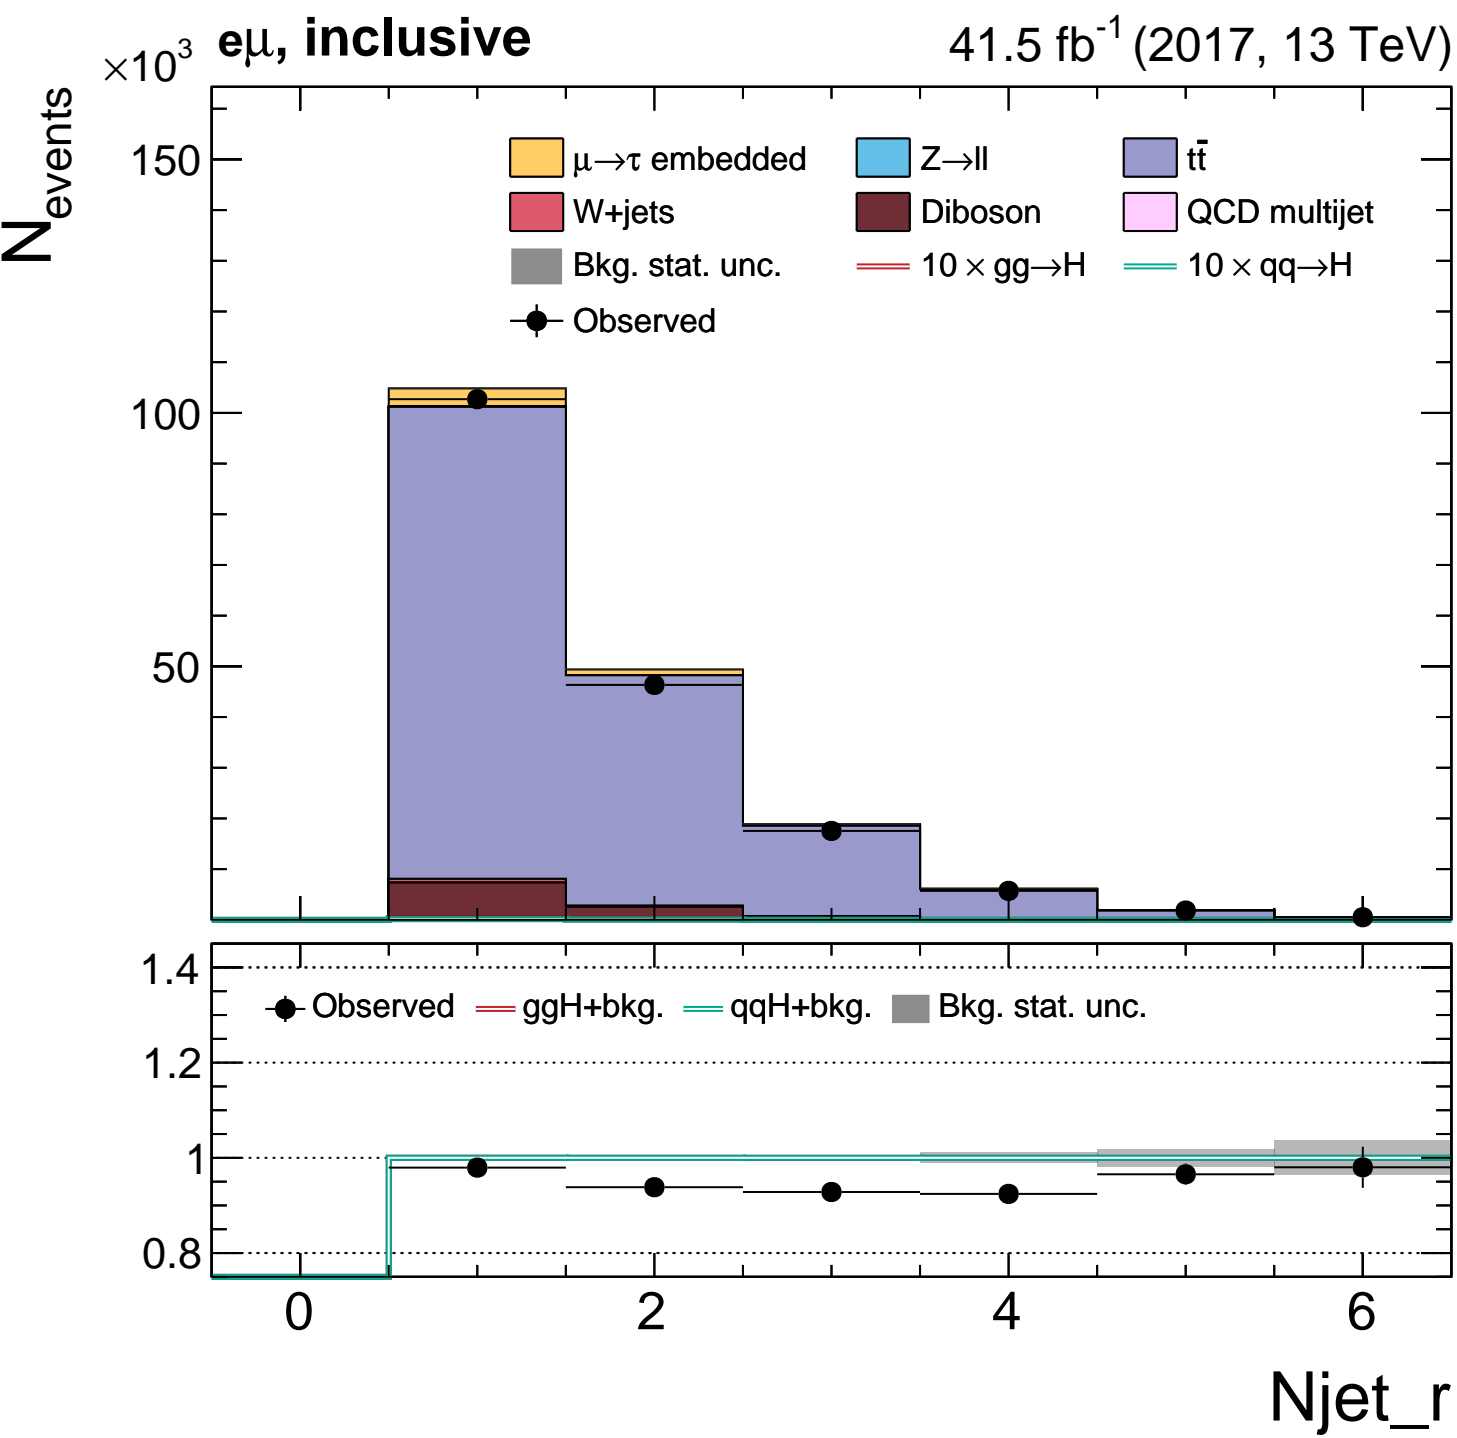 ×10³ eμ, inclusive 41.5 fb⁻¹ (2017, 13 TeV)
N_events
150
100
50
μ→τ embedded Z→ll tt̄
W+jets Diboson QCD multijet
Bkg. stat. unc. 10 × gg→H 10 × qq→H
Observed
1.4
1.2
1
0.8
Observed ggH+bkg. qqH+bkg. Bkg. stat. unc.
0 2 4 6
Njet_r